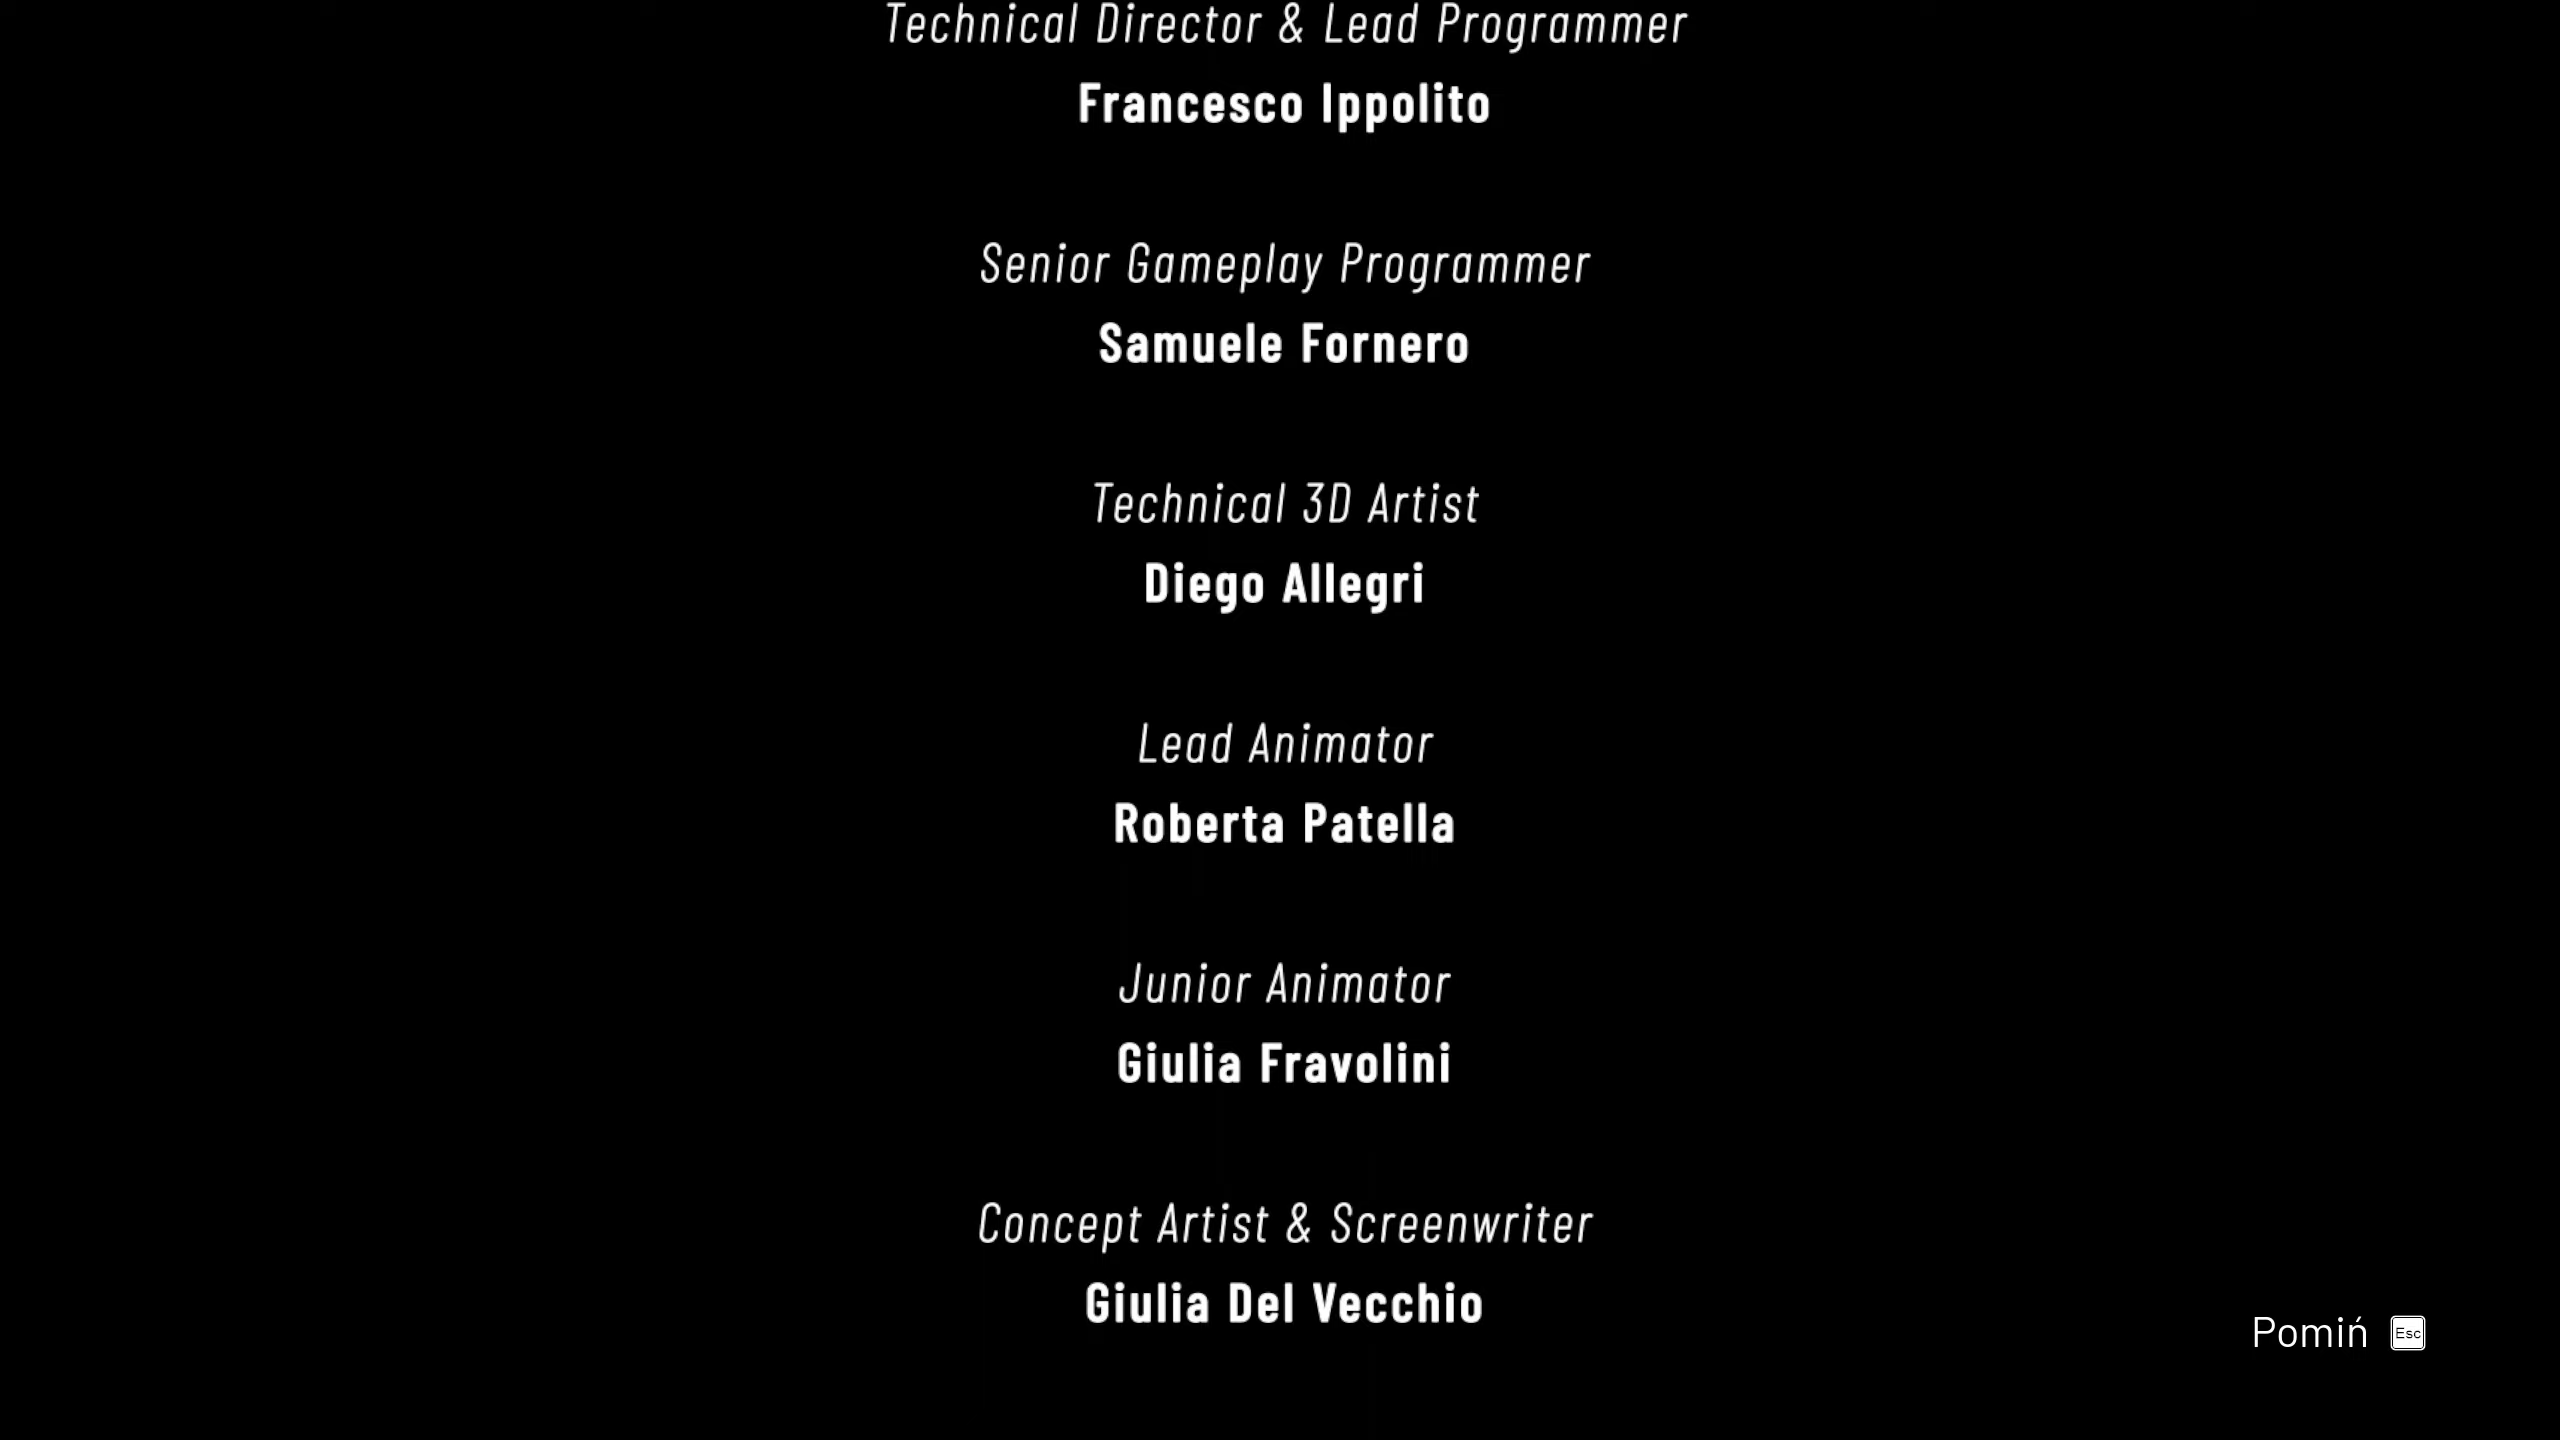 Technical Director & Lead Programmer
Francesco Ippolito
Senior Gameplay Programmer
Samuele Fornero
Technical 3D Artist
Diego Allegri
Lead Animator
Roberta Patella
Junior Animator
Giulia Fravolini
Concept Artist & Screenwriter
Giulia Del Vecchio
Pomiń Esc